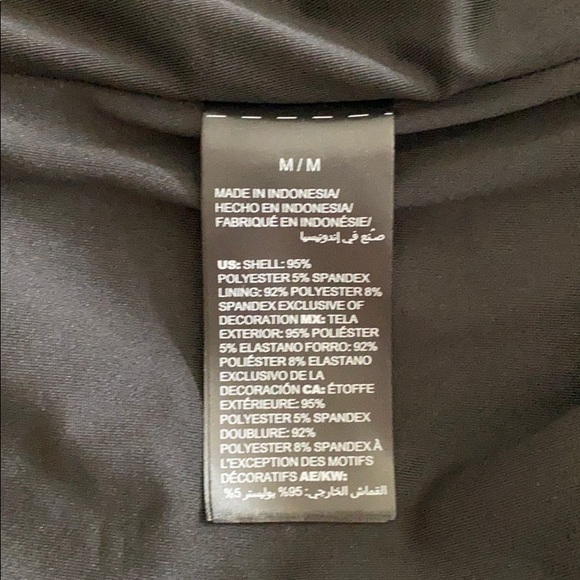 M / M
MADE IN INDONESIA/
HECHO EN INDONESIA/
FABRIQUÉ EN INDONÉSIE/
صنع في إندونيسيا
US: SHELL: 95%
POLYESTER 5% SPANDEX
LINING: 92% POLYESTER 8%
SPANDEX EXCLUSIVE OF
DECORATION MX: TELA
EXTERIOR: 95% POLIÉSTER
5% ELASTANO FORRO: 92%
POLIÉSTER 8% ELASTANO
EXCLUSIVO DE LA
DECORACIÓN CA: ÉTOFFE
EXTÉRIEURE: 95%
POLYESTER 5% SPANDEX
DOUBLURE: 92%
POLYESTER 8% SPANDEX À
L'EXCEPTION DES MOTIFS
DÉCORATIFS AE/KW:
القماش الخارجي: 95% بوليستر 5%